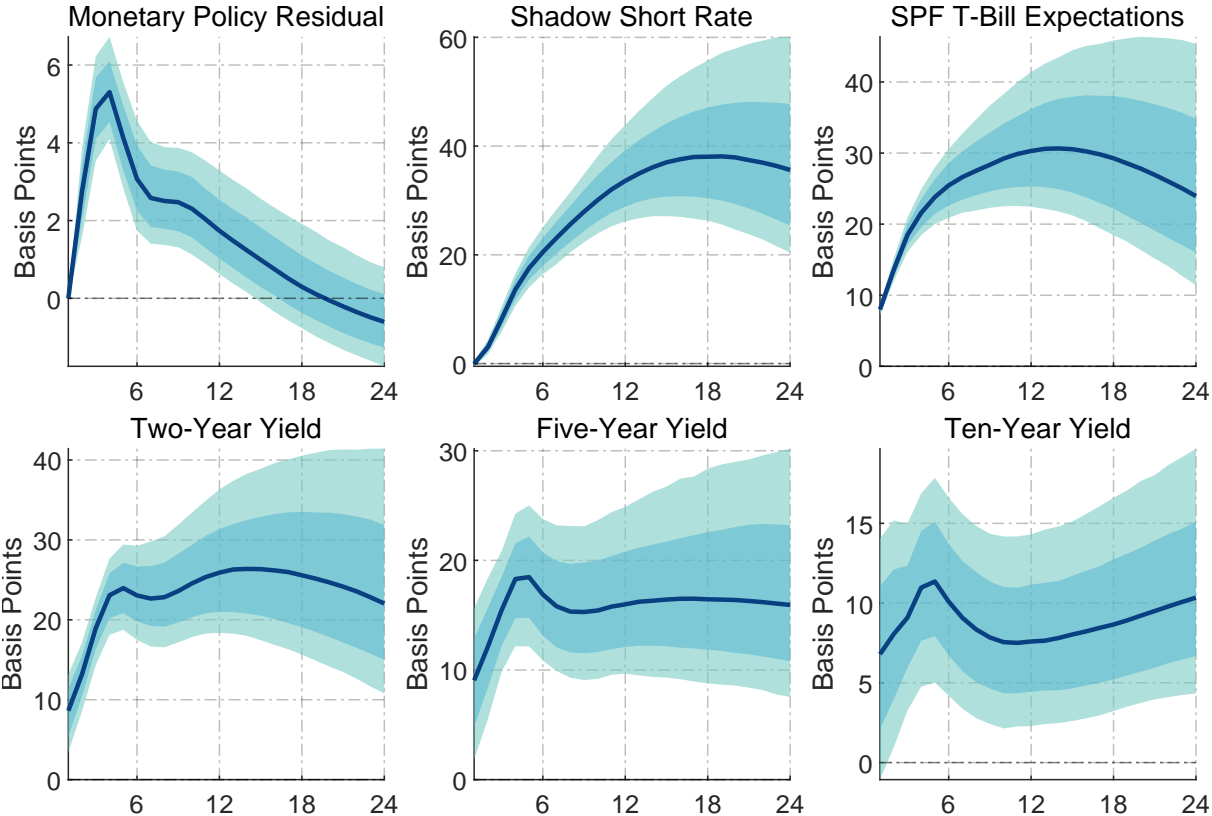 Monetary Policy Residual
Basis Points
6
4
2
0
6 12 18 24
Shadow Short Rate
Basis Points
60
40
20
0
6 12 18 24
SPF T-Bill Expectations
Basis Points
40
30
20
10
0
6 12 18 24
Two-Year Yield
Basis Points
40
30
20
10
0
6 12 18 24
Five-Year Yield
Basis Points
30
20
10
0
6 12 18 24
Ten-Year Yield
Basis Points
15
10
5
0
6 12 18 24